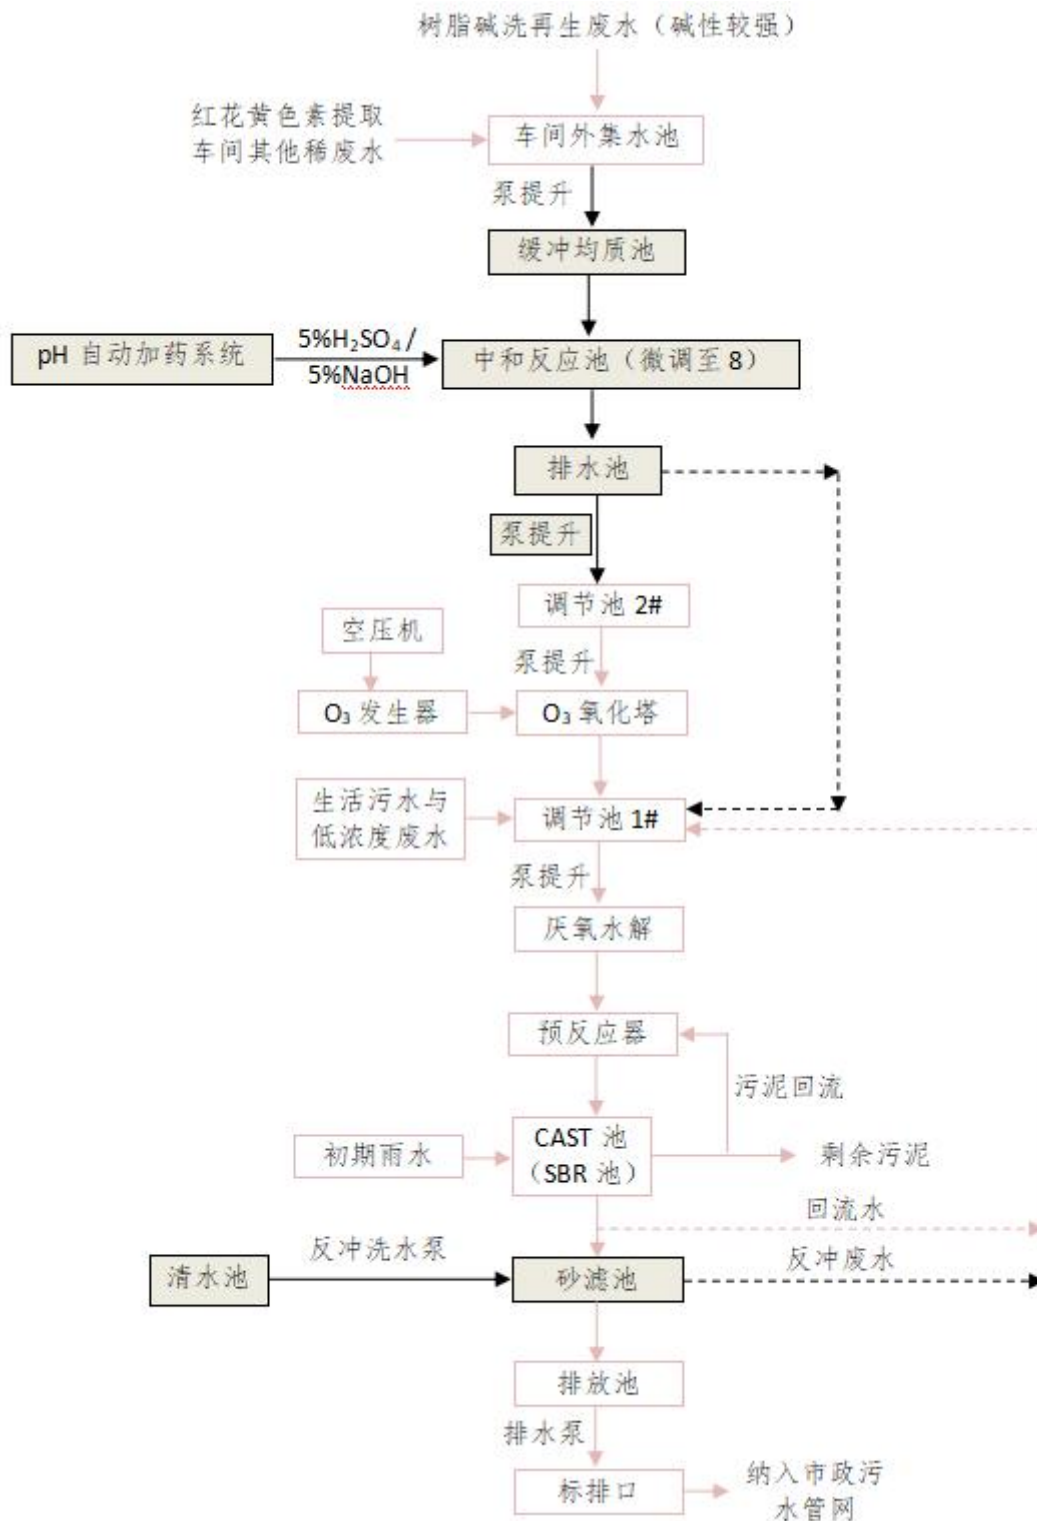 树脂碱洗再生废水（碱性较强）
红花黄色素提取
车间其他稀废水
车间外集水池
泵提升
缓冲均质池
pH 自动加药系统
5%H₂SO₄ /
5%NaOH
中和反应池（微调至 8）
排水池
泵提升
调节池 2#
空压机
泵提升
O₃ 发生器
O₃ 氧化塔
生活污水与
低浓度废水
调节池 1#
泵提升
厌氧水解
预反应器
污泥回流
初期雨水
CAST 池
（SBR 池）
剩余污泥
回流水
清水池
反冲洗水泵
砂滤池
反冲废水
排放池
排水泵
标排口
纳入市政污
水管网